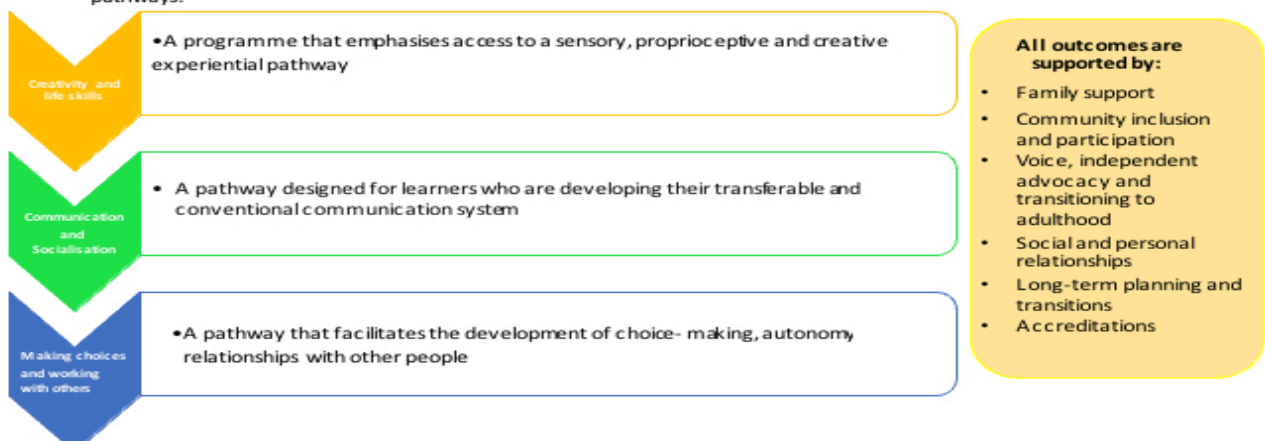 pathways:
Creativity and
life skills
•A programme that emphasises access to a sensory, proprioceptive and creative
experiential pathway
Communication
and
Socialisation
• A pathway designed for learners who are developing their transferable and
conventional communication system
Making choices
and working
with others
•A pathway that facilitates the development of choice- making, autonomy,
relationships with other people
All outcomes are
supported by:
• Family support
• Community inclusion
and participation
• Voice, independent
advocacy and
transitioning to
adulthood
• Social and personal
relationships
• Long-term planning and
transitions
• Accreditations